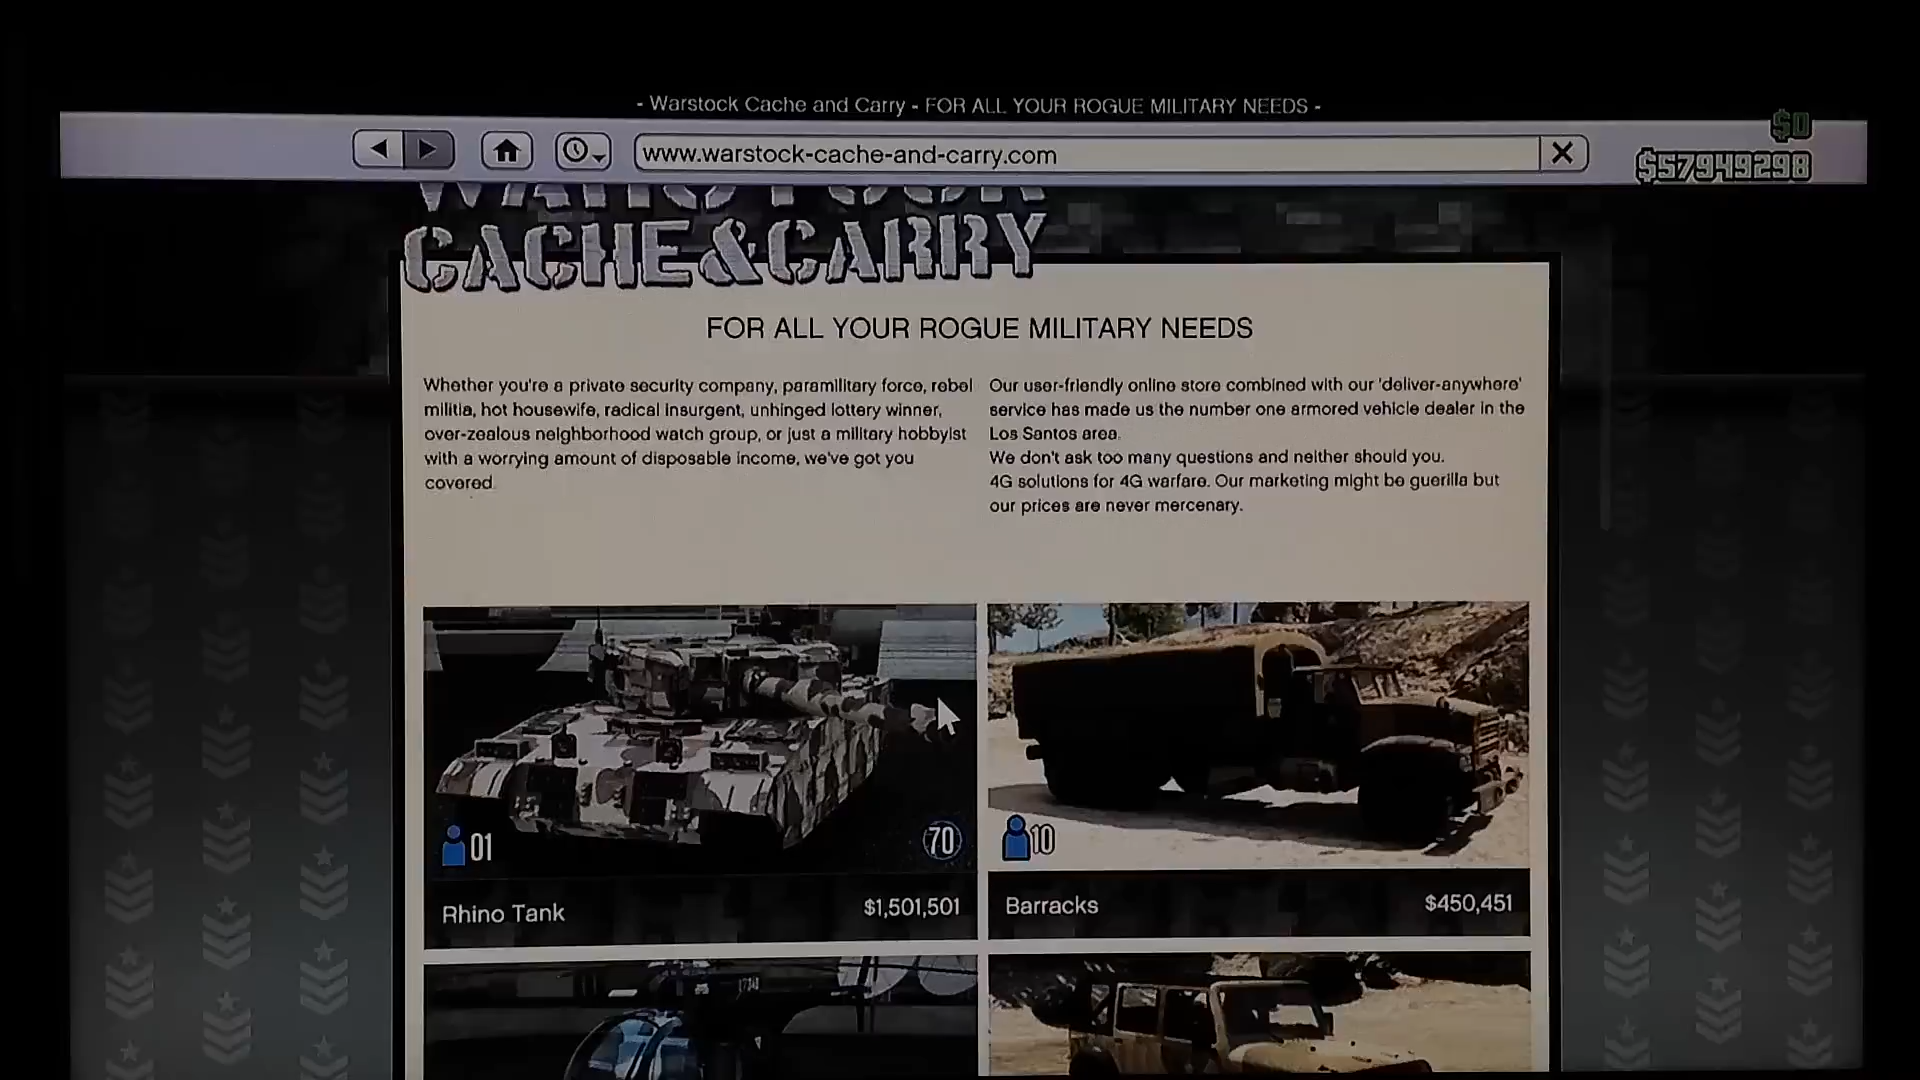 - Warstock Cache and Carry - FOR ALL YOUR ROGUE MILITARY NEEDS -
$0
www.warstock-cache-and-carry.com
$57949298
CACHE&CARRY
FOR ALL YOUR ROGUE MILITARY NEEDS
Whether you're a private security company, paramilitary force, rebel
militia, hot housewife, radical insurgent, unhinged lottery winner,
over-zealous neighborhood watch group, or just a military hobbyist
with a worrying amount of disposable income, we've got you
covered.
Our user-friendly online store combined with our 'deliver-anywhere'
service has made us the number one armored vehicle dealer in the
Los Santos area.
We don't ask too many questions and neither should you.
4G solutions for 4G warfare. Our marketing might be guerilla but
our prices are never mercenary.
01
70
Rhino Tank
$1,501,501
10
Barracks
$450,451